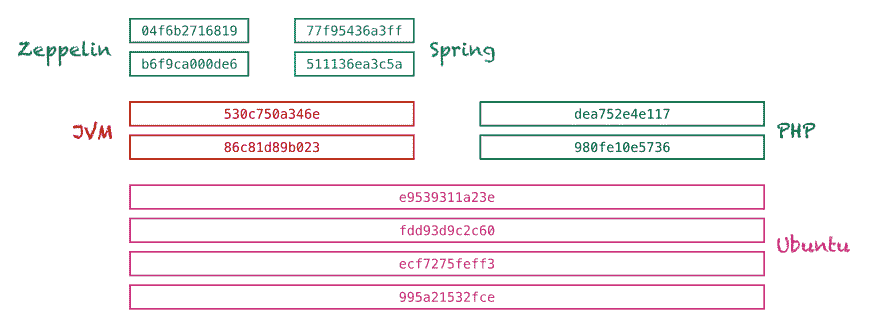 Zeppelin
04f6b2716819
b6f9ca000de6
77f95436a3ff
511136ea3c5a
Spring
JVM
530c750a346e
86c81d89b023
dea752e4e117
980fe10e5736
PHP
e9539311a23e
fdd93d9c2c60
ecf7275feff3
995a21532fce
Ubuntu